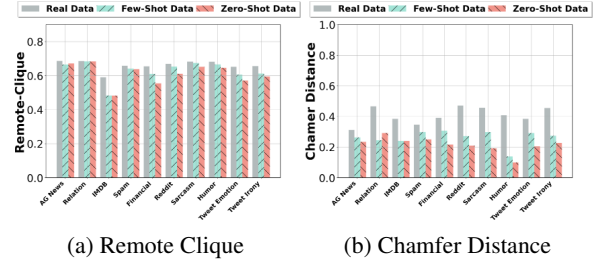 Real Data Few-Shot Data Zero-Shot Data
Remote-Clique
0.8
0.6
0.4
0.2
0.0
AG News Relation IMDB Spam Financial Reddit Sarcasm Humor Tweet Emotion Tweet Irony
(a) Remote Clique
Real Data Few-Shot Data Zero-Shot Data
Chamer Distance
1.0
0.8
0.6
0.4
0.2
0.0
AG News Relation IMDB Spam Financial Reddit Sarcasm Humor Tweet Emotion Tweet Irony
(b) Chamfer Distance